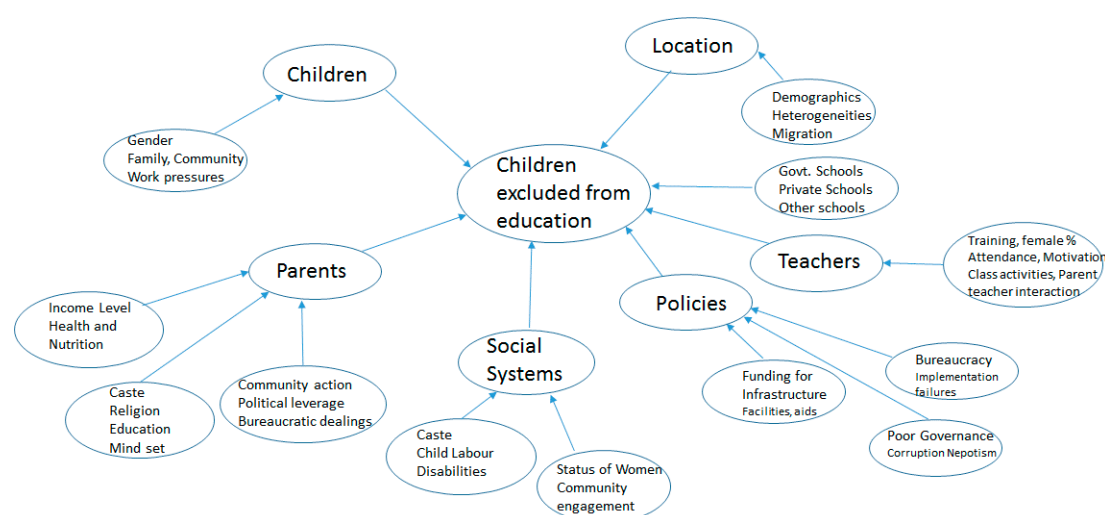 Location
Children
Demographics
Heterogeneities
Migration
Gender
Family, Community
Work pressures
Children
excluded from
education
Govt. Schools
Private Schools
Other schools
Training, female %
Attendance, Motivation
Class activities, Parent
teacher interaction
Teachers
Parents
Policies
Income Level
Health and
Nutrition
Social
Systems
Bureaucracy
Implementation
failures
Funding for
Infrastructure
Facilities, aids
Community action
Political leverage
Bureaucratic dealings
Caste
Religion
Education
Mind set
Caste
Child Labour
Disabilities
Poor Governance
Corruption Nepotism
Status of Women
Community
engagement